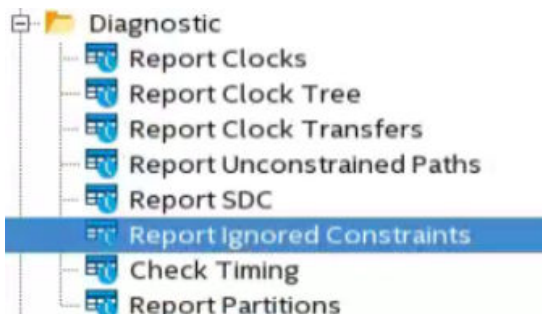 Diagnostic
Report Clocks
Report Clock Tree
Report Clock Transfers
Report Unconstrained Paths
Report SDC
Report Ignored Constraints
Check Timing
Report Partitions